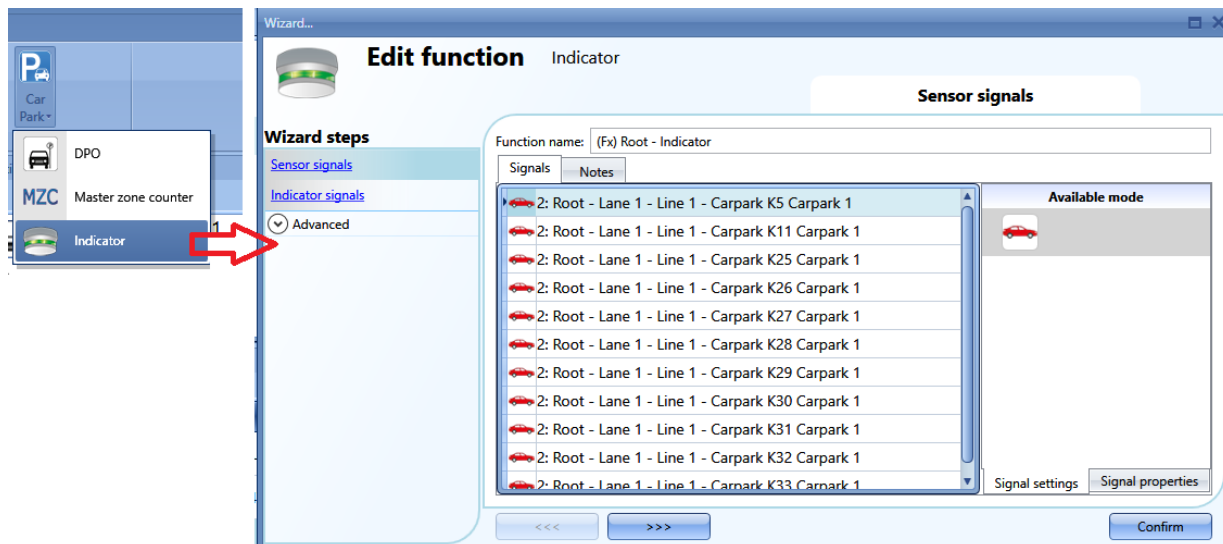 P
Car
Park
DPO
MZC Master zone counter
Indicator
1
Wizard...
Edit function Indicator
Sensor signals
Wizard steps
Sensor signals
Indicator signals
Advanced
Function name: (Fx) Root - Indicator
Signals Notes
2: Root - Lane 1 - Line 1 - Carpark K5 Carpark 1
2: Root - Lane 1 - Line 1 - Carpark K11 Carpark 1
2: Root - Lane 1 - Line 1 - Carpark K25 Carpark 1
2: Root - Lane 1 - Line 1 - Carpark K26 Carpark 1
2: Root - Lane 1 - Line 1 - Carpark K27 Carpark 1
2: Root - Lane 1 - Line 1 - Carpark K28 Carpark 1
2: Root - Lane 1 - Line 1 - Carpark K29 Carpark 1
2: Root - Lane 1 - Line 1 - Carpark K30 Carpark 1
2: Root - Lane 1 - Line 1 - Carpark K31 Carpark 1
2: Root - Lane 1 - Line 1 - Carpark K32 Carpark 1
2: Root - Lane 1 - Line 1 - Carpark K33 Carpark 1
Available mode
Signal settings Signal properties
<<< >>> Confirm